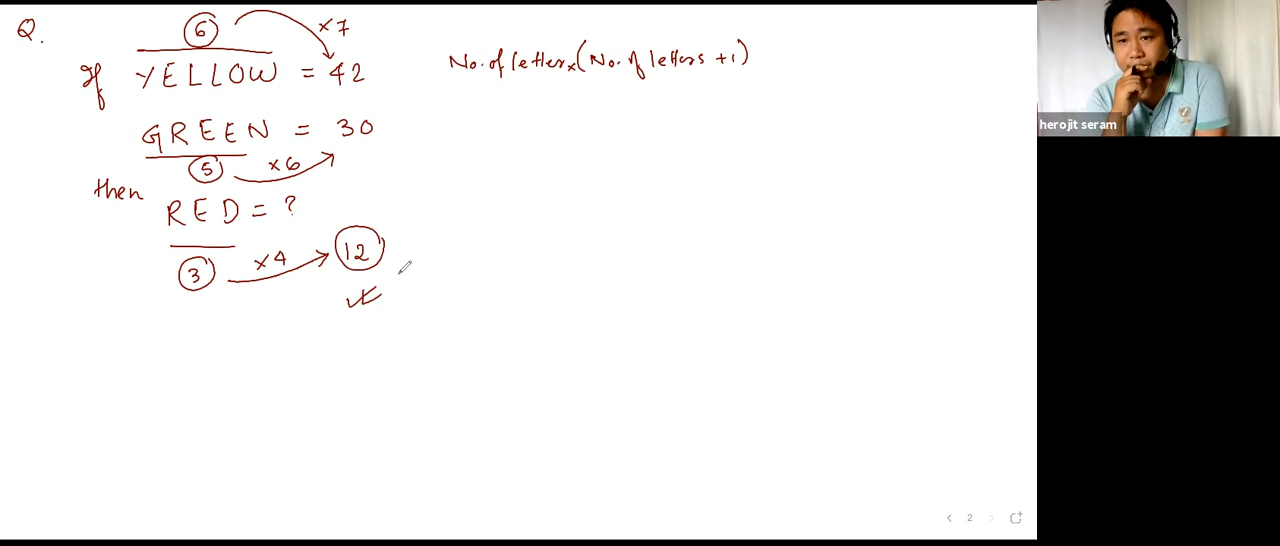 Q.
6 ×7
If YELLOW = 42
No. of letter × (No. of letters + 1)
GREEN = 30
5 ×6
then
RED = ?
3 ×4 12
herojit seram
2